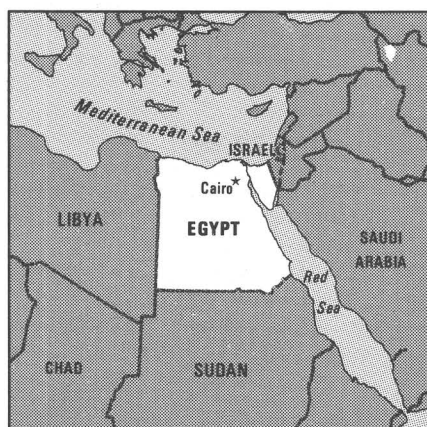 Mediterranean Sea
ISRAEL
Cairo
LIBYA
EGYPT
SAUDI
ARABIA
Red
Sea
CHAD
SUDAN